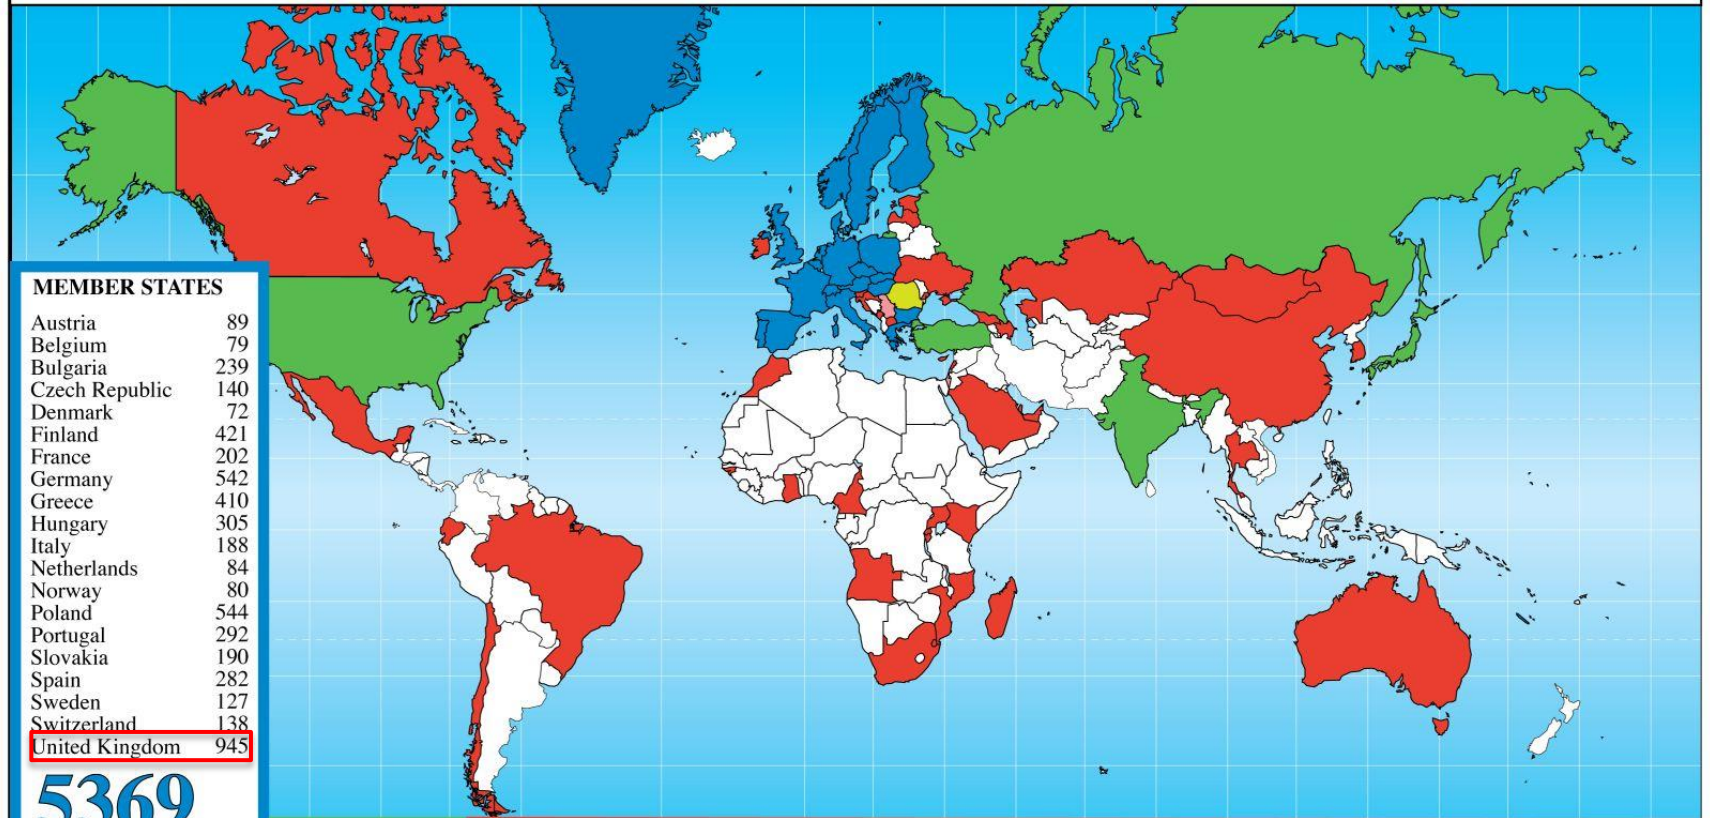 MEMBER STATES
Austria 89
Belgium 79
Bulgaria 239
Czech Republic 140
Denmark 72
Finland 421
France 202
Germany 542
Greece 410
Hungary 305
Italy 188
Netherlands 84
Norway 80
Poland 544
Portugal 292
Slovakia 190
Spain 282
Sweden 127
Switzerland 138
United Kingdom 945
5369